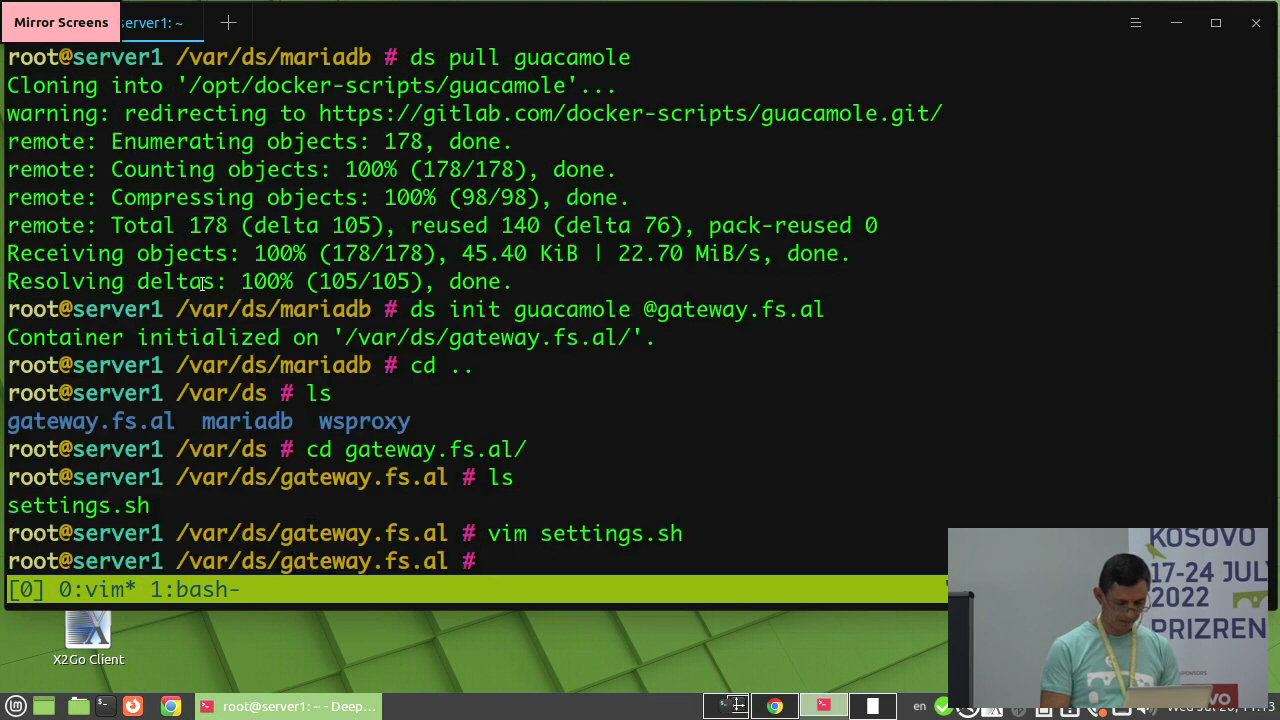 Mirror Screens
server1: ~
root@server1 /var/ds/mariadb # ds pull guacamole
Cloning into '/opt/docker-scripts/guacamole'...
warning: redirecting to https://gitlab.com/docker-scripts/guacamole.git/
remote: Enumerating objects: 178, done.
remote: Counting objects: 100% (178/178), done.
remote: Compressing objects: 100% (98/98), done.
remote: Total 178 (delta 105), reused 140 (delta 76), pack-reused 0
Receiving objects: 100% (178/178), 45.40 KiB | 22.70 MiB/s, done.
Resolving deltas: 100% (105/105), done.
root@server1 /var/ds/mariadb # ds init guacamole @gateway.fs.al
Container initialized on '/var/ds/gateway.fs.al/'.
root@server1 /var/ds/mariadb # cd ..
root@server1 /var/ds # ls
gateway.fs.al  mariadb  wsproxy
root@server1 /var/ds # cd gateway.fs.al/
root@server1 /var/ds/gateway.fs.al # ls
settings.sh
root@server1 /var/ds/gateway.fs.al # vim settings.sh
root@server1 /var/ds/gateway.fs.al #
[0] 0:vim* 1:bash-
KOSOVO
17-24 JULY
2022
PRIZREN
X2Go Client
root@server1: ~ - Deep...
en